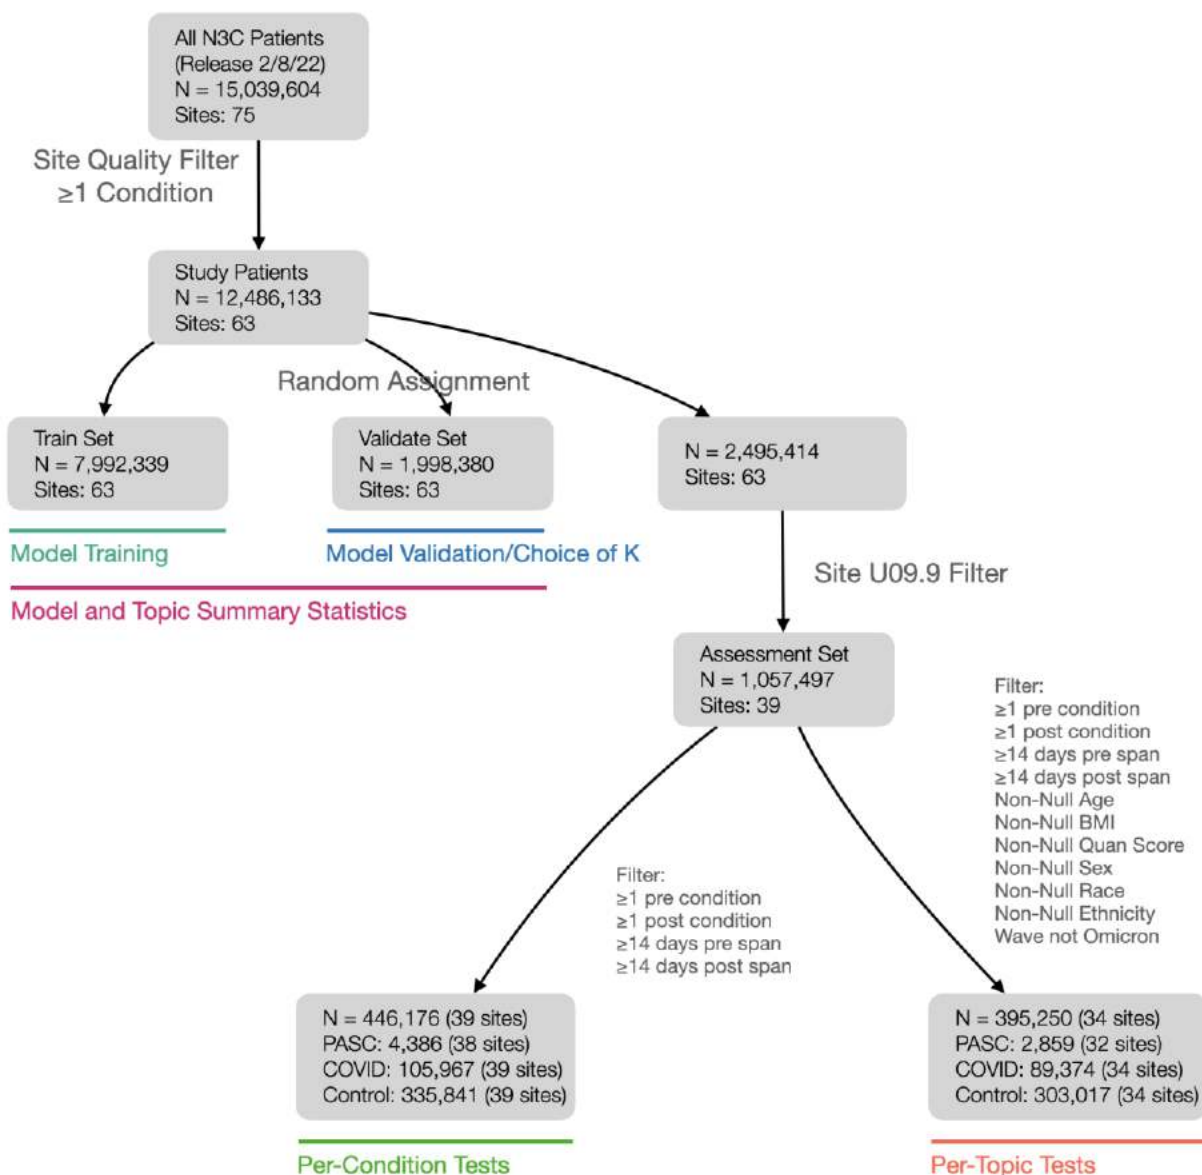 All N3C Patients
(Release 2/8/22)
N = 15,039,604
Sites: 75
Site Quality Filter
≥1 Condition
Study Patients
N = 12,486,133
Sites: 63
Random Assignment
Train Set
N = 7,992,339
Sites: 63
Validate Set
N = 1,998,380
Sites: 63
N = 2,495,414
Sites: 63
Model Training
Model Validation/Choice of K
Model and Topic Summary Statistics
Site U09.9 Filter
Assessment Set
N = 1,057,497
Sites: 39
Filter:
≥1 pre condition
≥1 post condition
≥14 days pre span
≥14 days post span
Filter:
≥1 pre condition
≥1 post condition
≥14 days pre span
≥14 days post span
Non-Null Age
Non-Null BMI
Non-Null Quan Score
Non-Null Sex
Non-Null Race
Non-Null Ethnicity
Wave not Omicron
N = 446,176 (39 sites)
PASC: 4,386 (38 sites)
COVID: 105,967 (39 sites)
Control: 335,841 (39 sites)
Per-Condition Tests
N = 395,250 (34 sites)
PASC: 2,859 (32 sites)
COVID: 89,374 (34 sites)
Control: 303,017 (34 sites)
Per-Topic Tests